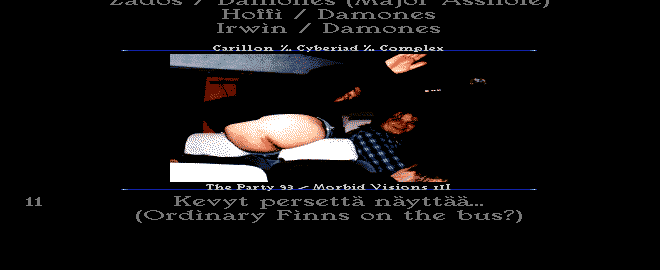 Zados / Damones (Major Asshole)
Hoffi / Damones
Irwin / Damones
Carillon % Cyberiad % Complex
The Party 93 / Morbid Visions III
11
Kevyt persettä näyttää...
(Ordinary Finns on the bus?)